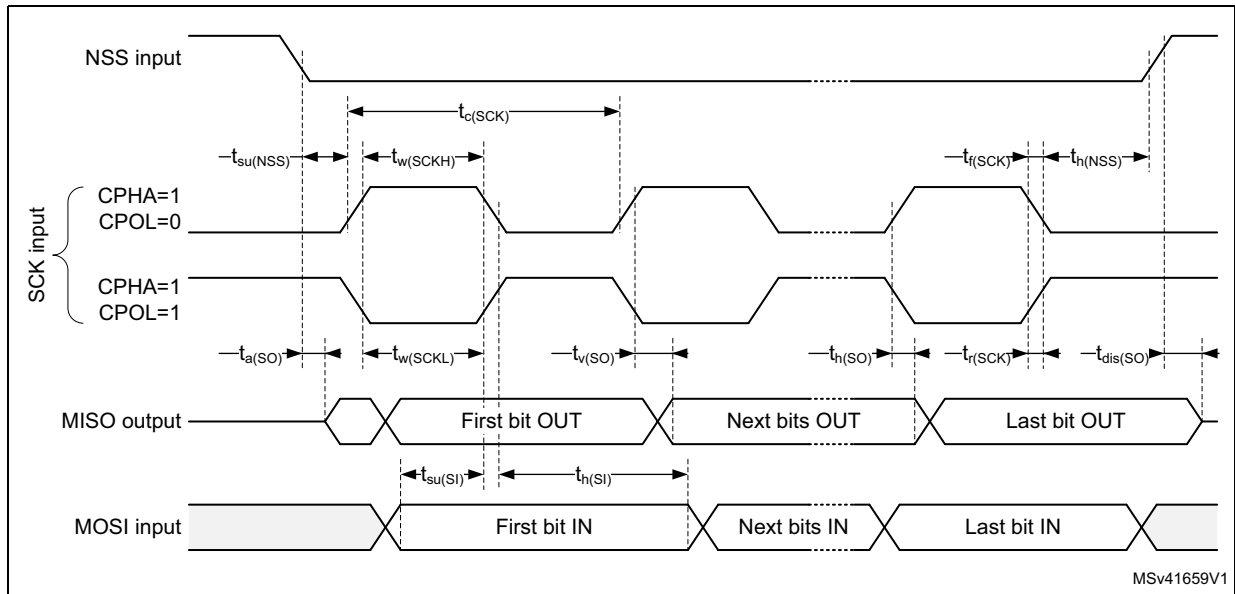 NSS input
tc(SCK)
tsu(NSS)
tw(SCKH)
tf(SCK)
th(NSS)
SCK input
CPHA=1
CPOL=0
CPHA=1
CPOL=1
ta(SO)
tw(SCKL)
tv(SO)
th(SO)
tr(SCK)
tdis(SO)
MISO output
First bit OUT
Next bits OUT
Last bit OUT
tsu(SI)
th(SI)
MOSI input
First bit IN
Next bits IN
Last bit IN
MSv41659V1